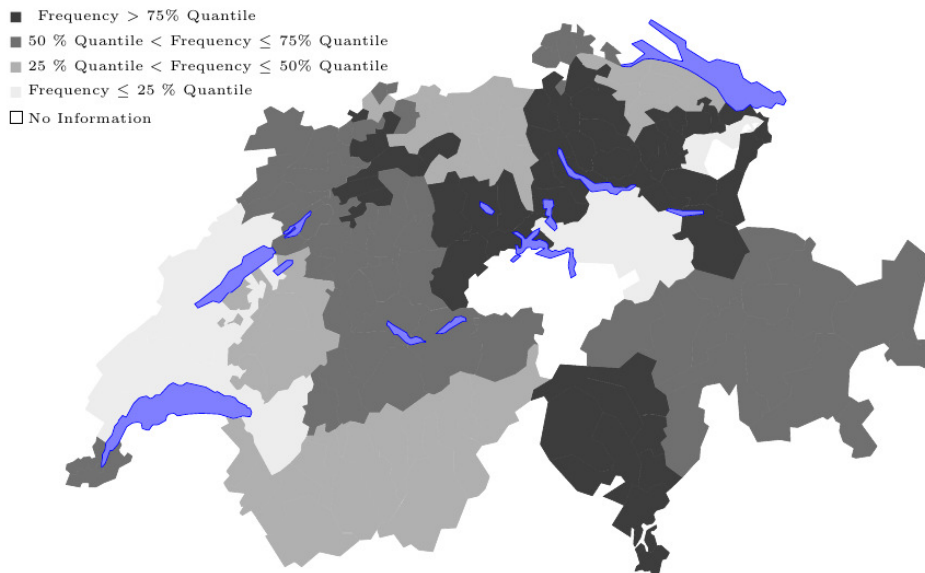 Frequency > 75% Quantile
50 % Quantile < Frequency ≤ 75% Quantile
25 % Quantile < Frequency ≤ 50% Quantile
Frequency ≤ 25 % Quantile
No Information